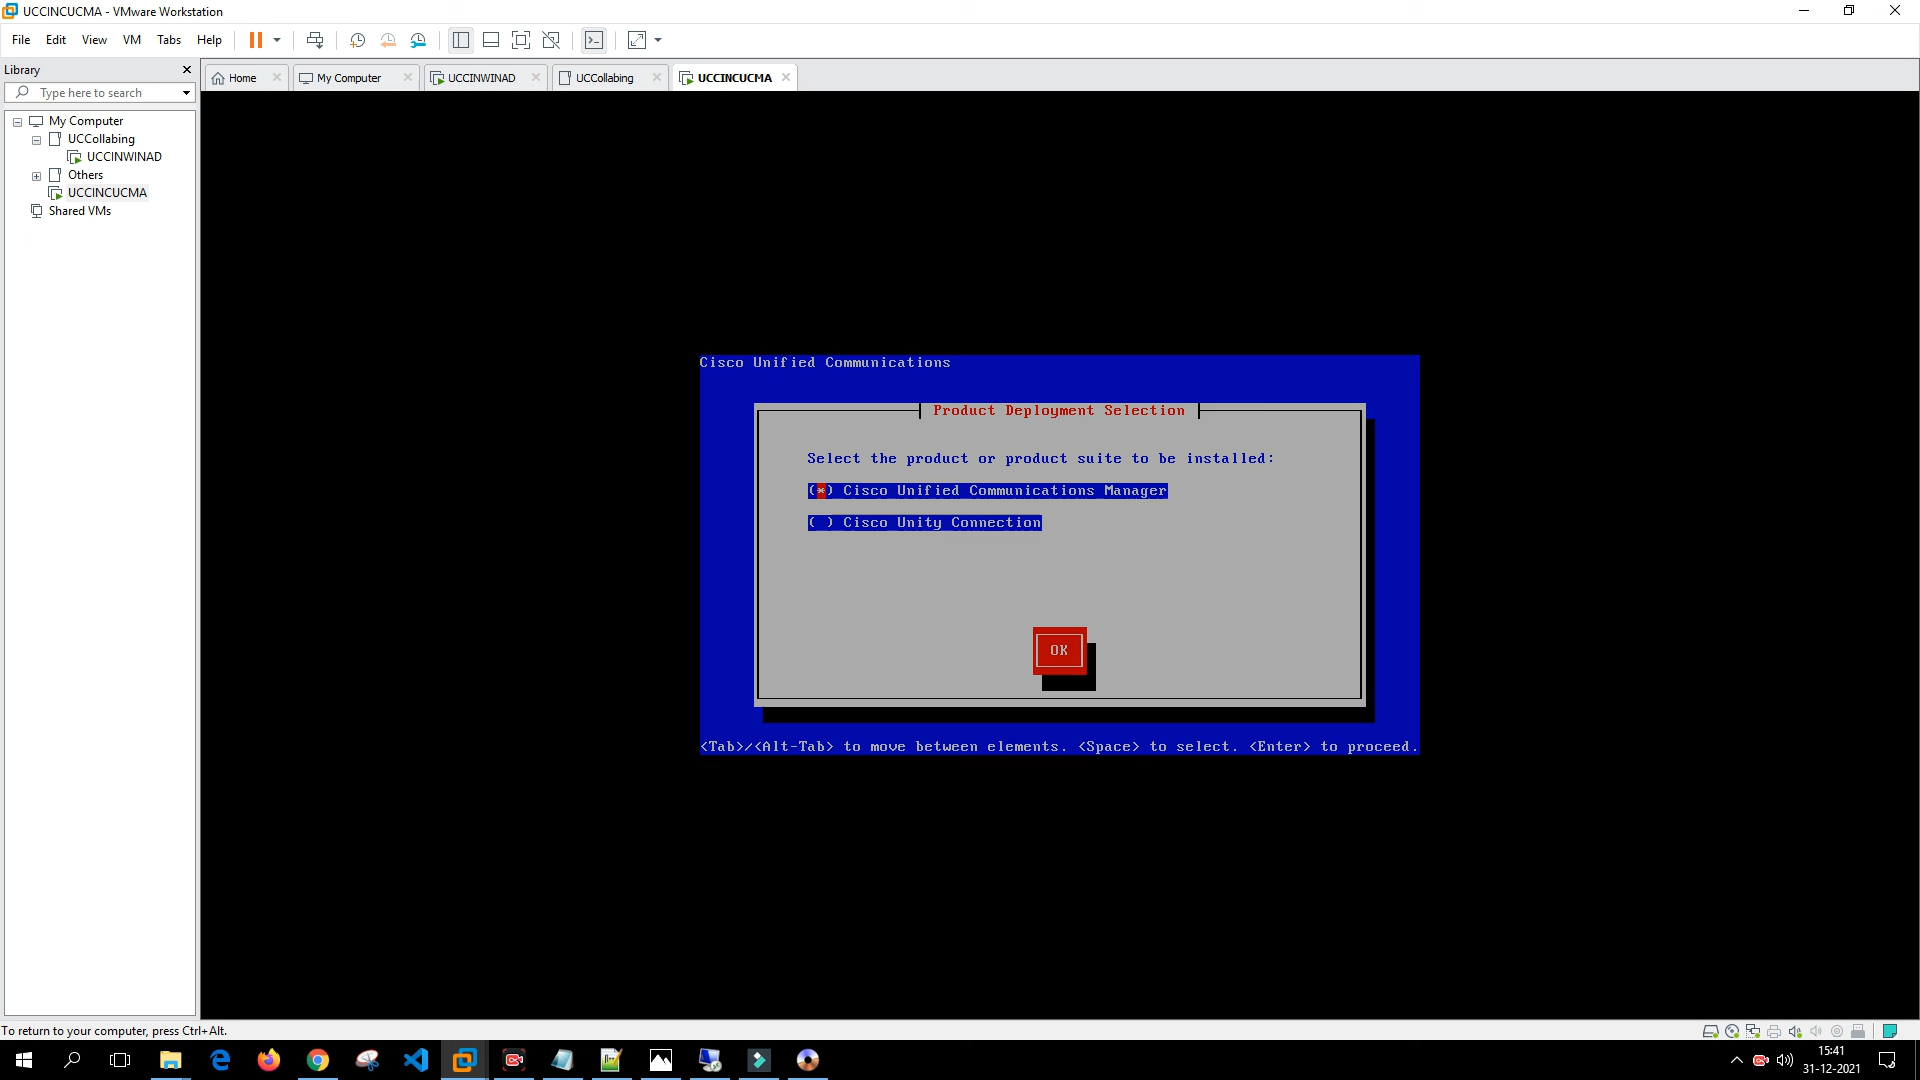 UCCINCUCMA - VMware Workstation
File Edit View VM Tabs Help
Library
Type here to search
Home
My Computer
UCCINWINAD
UCCollabing
UCCINCUCMA
My Computer
UCCollabing
UCCINWINAD
Others
UCCINCUCMA
Shared VMs
Cisco Unified Communications
Product Deployment Selection
Select the product or product suite to be installed:
(*) Cisco Unified Communications Manager
( ) Cisco Unity Connection
OK
<Tab>/<Alt-Tab> to move between elements. <Space> to select. <Enter> to proceed.
To return to your computer, press Ctrl+Alt.
15:41
31-12-2021